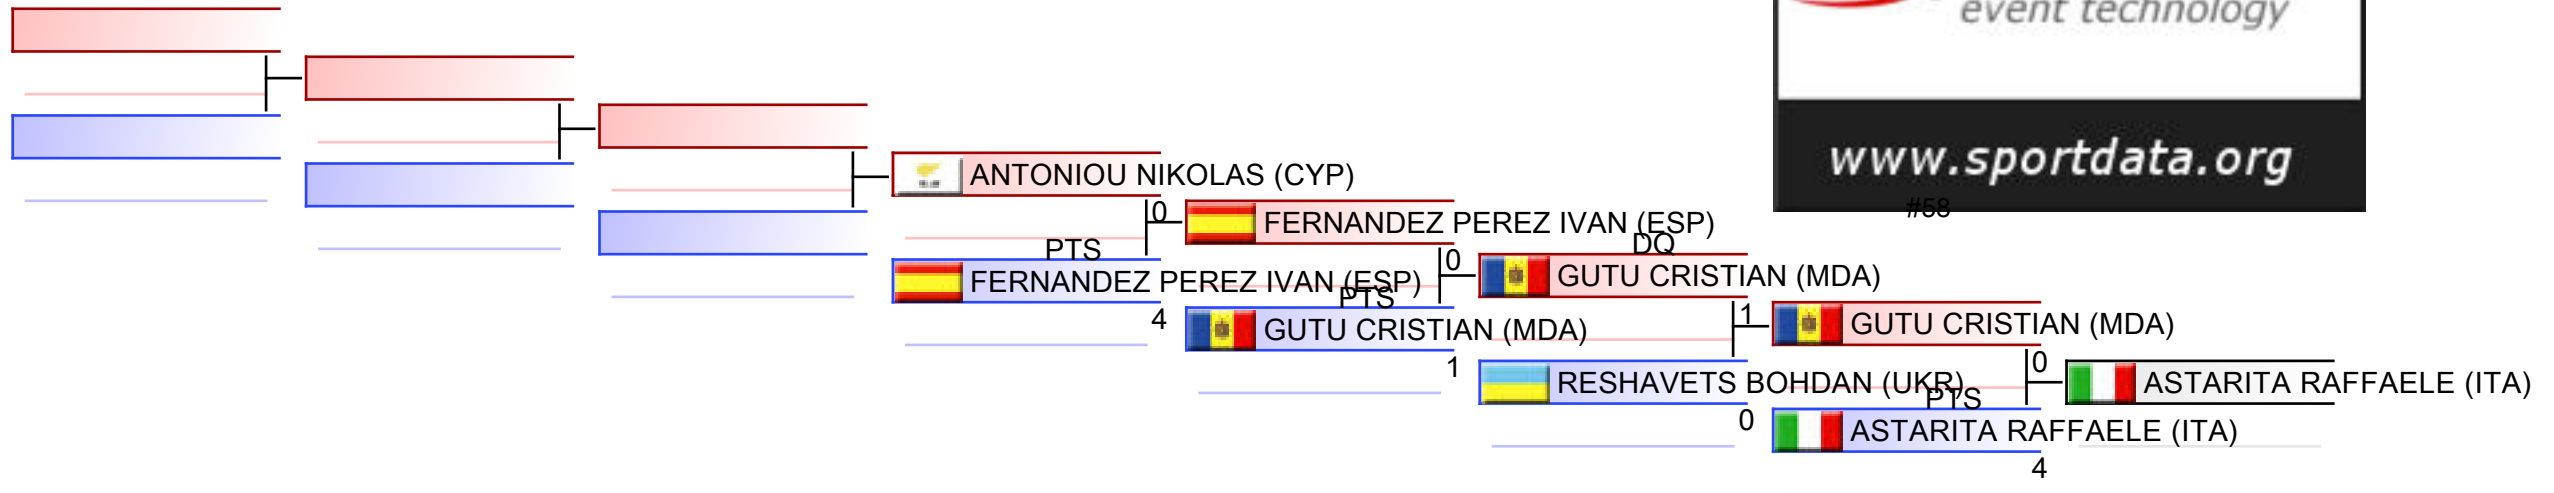 event technology
www.sportdata.org
#58
ANTONIOU NIKOLAS (CYP)
0
FERNANDEZ PEREZ IVAN (ESP)
PTS
DQ
FERNANDEZ PEREZ IVAN (ESP)
0
GUTU CRISTIAN (MDA)
PTS
4
GUTU CRISTIAN (MDA)
1
GUTU CRISTIAN (MDA)
1
0
RESHAVETS BOHDAN (UKR)
ASTARITA RAFFAELE (ITA)
PTS
0
ASTARITA RAFFAELE (ITA)
4